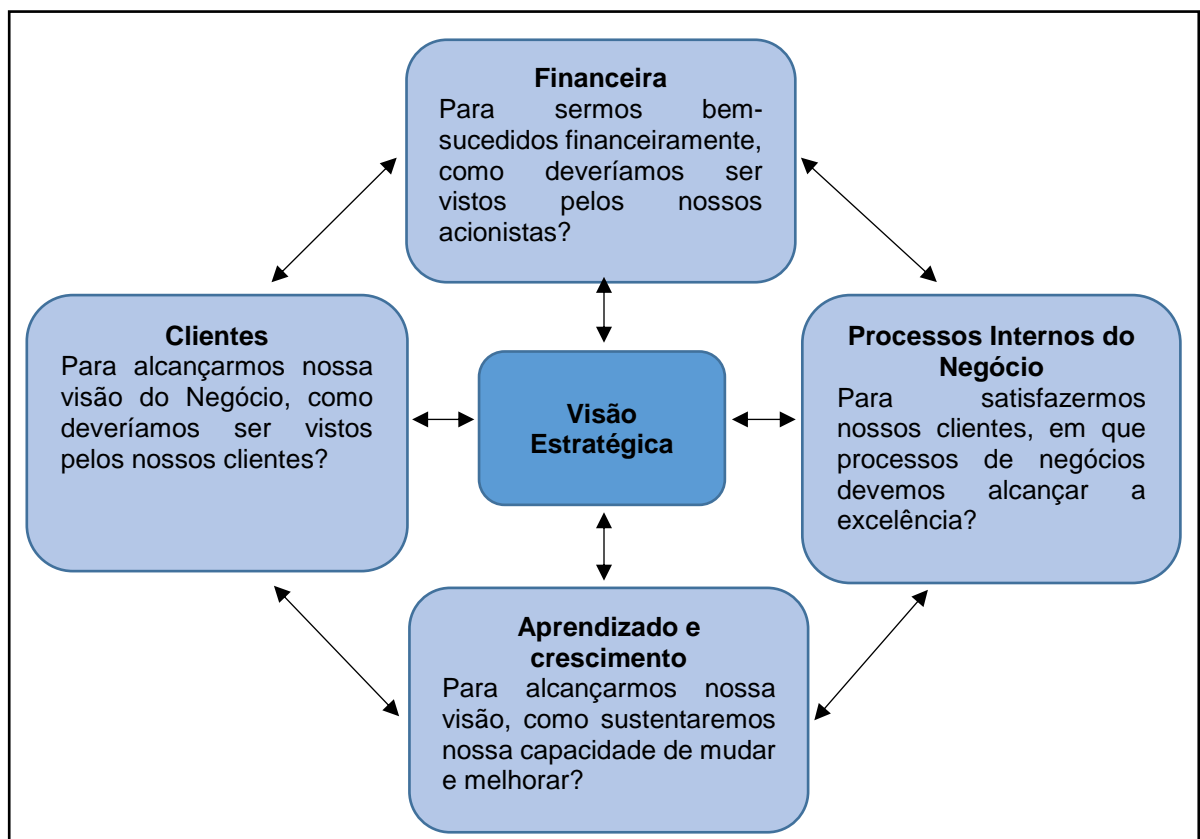 Financeira
Para sermos bem-
sucedidos financeiramente,
como deveríamos ser
vistos pelos nossos
acionistas?
Clientes
Para alcançarmos nossa
visão do Negócio, como
deveríamos ser vistos
pelos nossos clientes?
Visão
Estratégica
Processos Internos do
Negócio
Para satisfazermos
nossos clientes, em que
processos de negócios
devemos alcançar a
excelência?
Aprendizado e
crescimento
Para alcançarmos nossa
visão, como sustentaremos
nossa capacidade de mudar
e melhorar?